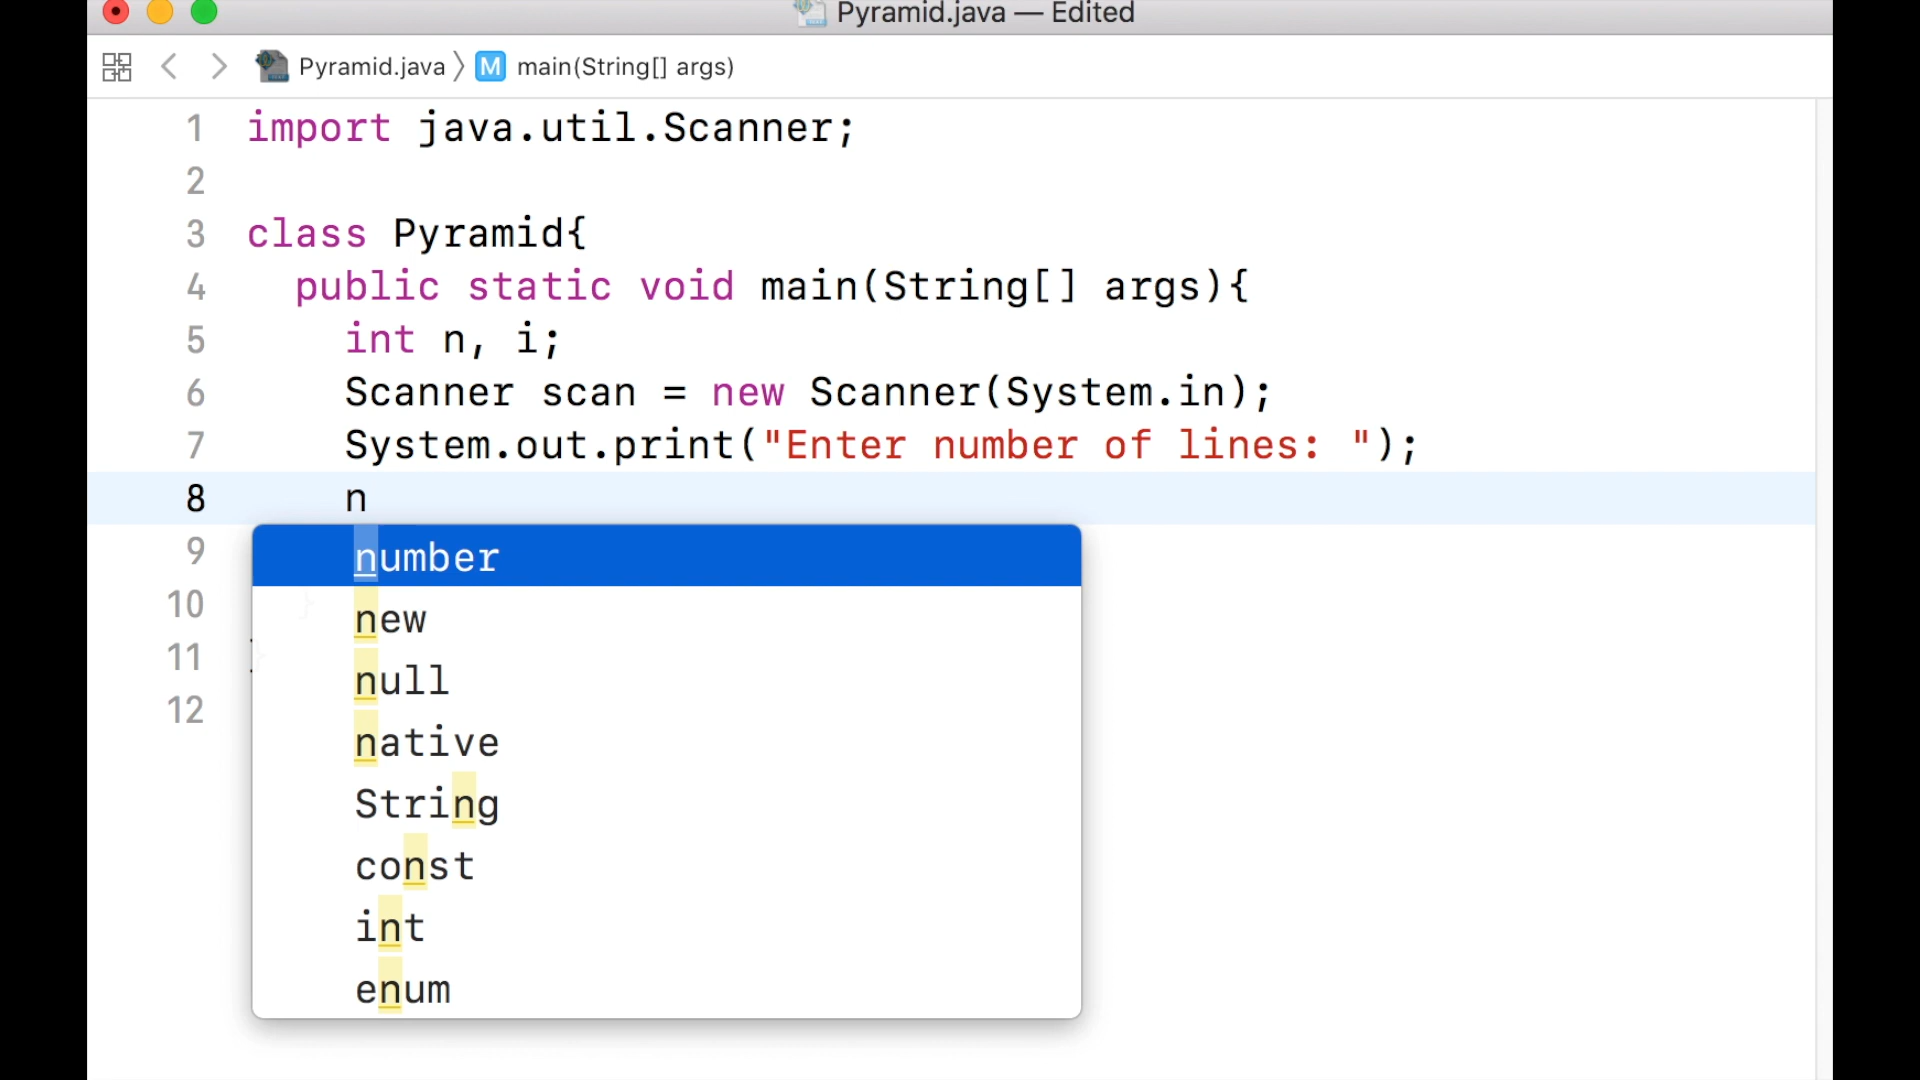 Pyramid.java — Edited
Pyramid.java 〉 M main(String[] args)
1 import java.util.Scanner;
2
3 class Pyramid{
4 public static void main(String[] args){
5 int n, i;
6 Scanner scan = new Scanner(System.in);
7 System.out.print("Enter number of lines: ");
8 n
9 number
new
10 }
null
11 }
native
12
String
const
int
enum